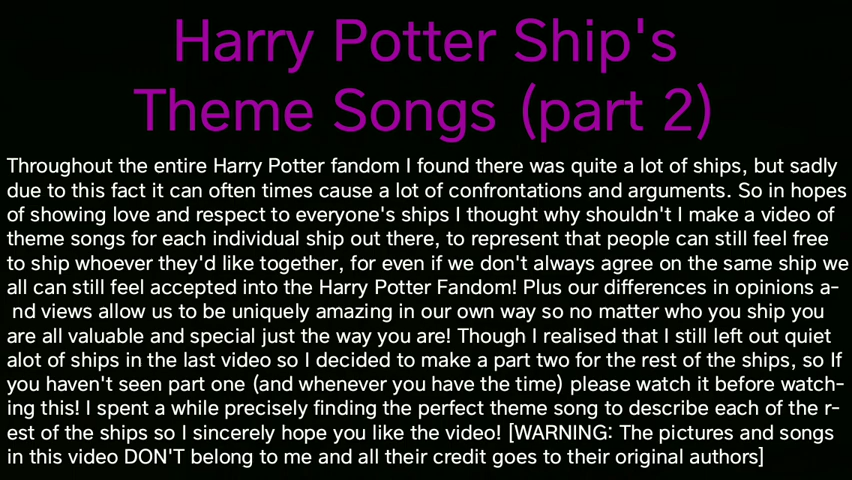 Harry Potter Ship's
Theme Songs (part 2)
Throughout the entire Harry Potter fandom I found there was quite a lot of ships, but sadly
due to this fact it can often times cause a lot of confrontations and arguments. So in hopes
of showing love and respect to everyone's ships I thought why shouldn't I make a video of
theme songs for each individual ship out there, to represent that people can still feel free
to ship whoever they'd like together, for even if we don't always agree on the same ship we
all can still feel accepted into the Harry Potter Fandom! Plus our differences in opinions a-
nd views allow us to be uniquely amazing in our own way so no matter who you ship you
are all valuable and special just the way you are! Though I realised that I still left out quiet
alot of ships in the last video so I decided to make a part two for the rest of the ships, so If
you haven't seen part one (and whenever you have the time) please watch it before watch-
ing this! I spent a while precisely finding the perfect theme song to describe each of the r-
est of the ships so I sincerely hope you like the video! [WARNING: The pictures and songs
in this video DON'T belong to me and all their credit goes to their original authors]